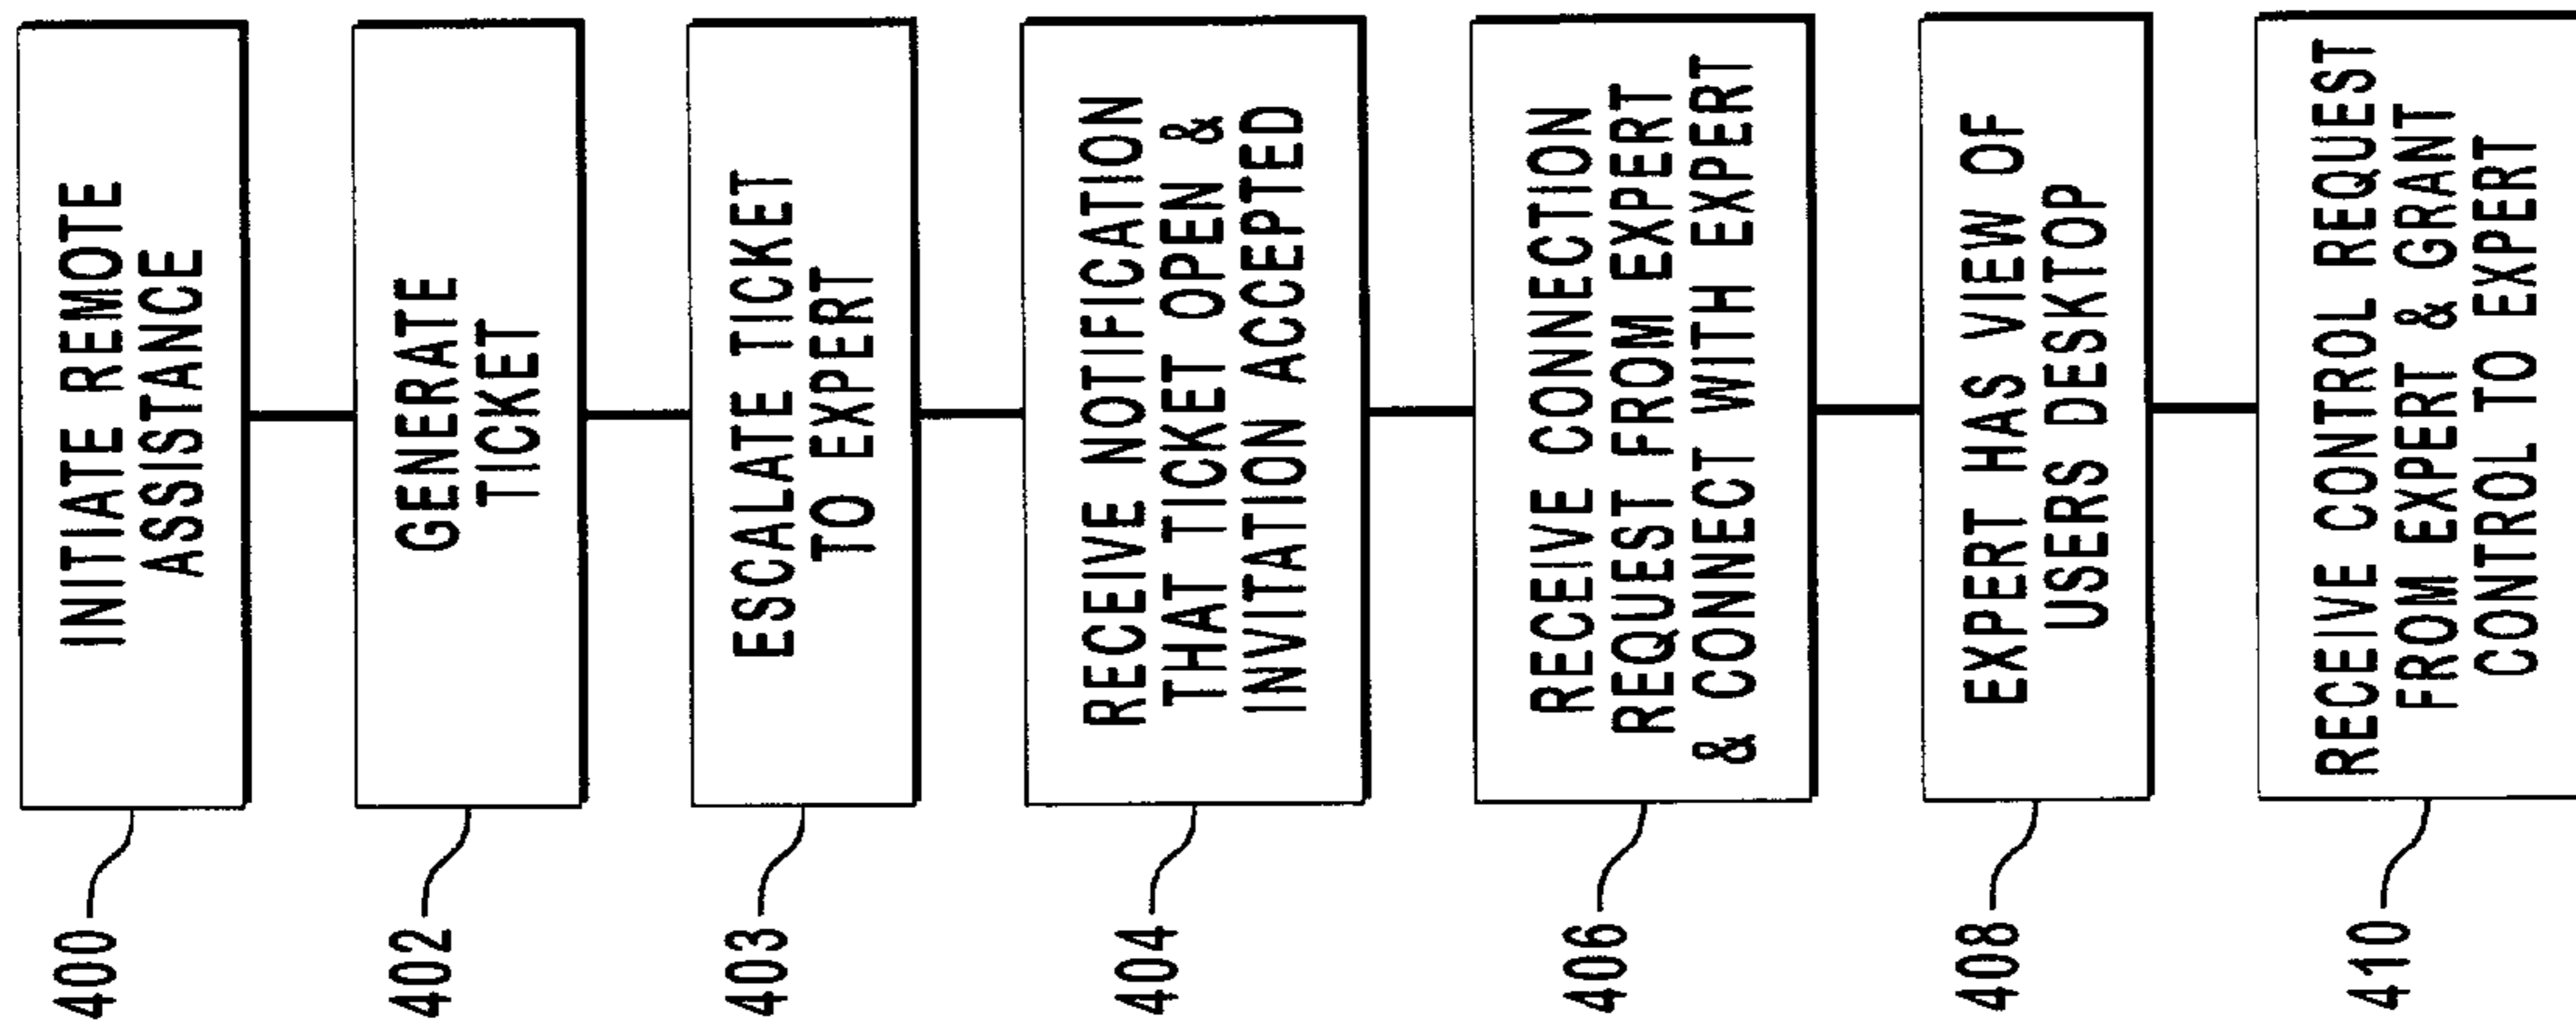 400
INITIATE REMOTE
ASSISTANCE
402
GENERATE
TICKET
403
ESCALATE TICKET
TO EXPERT
404
RECEIVE NOTIFICATION
THAT TICKET OPEN &
INVITATION ACCEPTED
406
RECEIVE CONNECTION
REQUEST FROM EXPERT
& CONNECT WITH EXPERT
408
EXPERT HAS VIEW OF
USERS DESKTOP
410
RECEIVE CONTROL REQUEST
FROM EXPERT & GRANT
CONTROL TO EXPERT